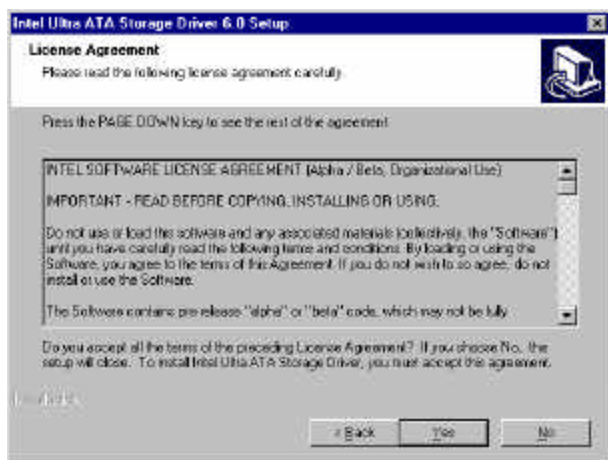 Intel Ultra ATA Storage Driver 6.0 Setup
License Agreement
Please read the following license agreement carefully.
Press the PAGE DOWN key to see the rest of the agreement.
INTEL SOFTWARE LICENSE AGREEMENT (Alpha / Beta, Organizational Use)
IMPORTANT - READ BEFORE COPYING, INSTALLING OR USING.
Do not use or load this software and any associated materials (collectively, the "Software")
until you have carefully read the following terms and conditions. By loading or using the
Software, you agree to the terms of this Agreement. If you do not wish to so agree, do not
install or use the Software.
The Software contains pre-release "alpha" or "beta" code, which may not be fully
Do you accept all the terms of the preceding License Agreement? If you choose No, the
setup will close. To install Intel Ultra ATA Storage Driver, you must accept this agreement.
< Back Yes No